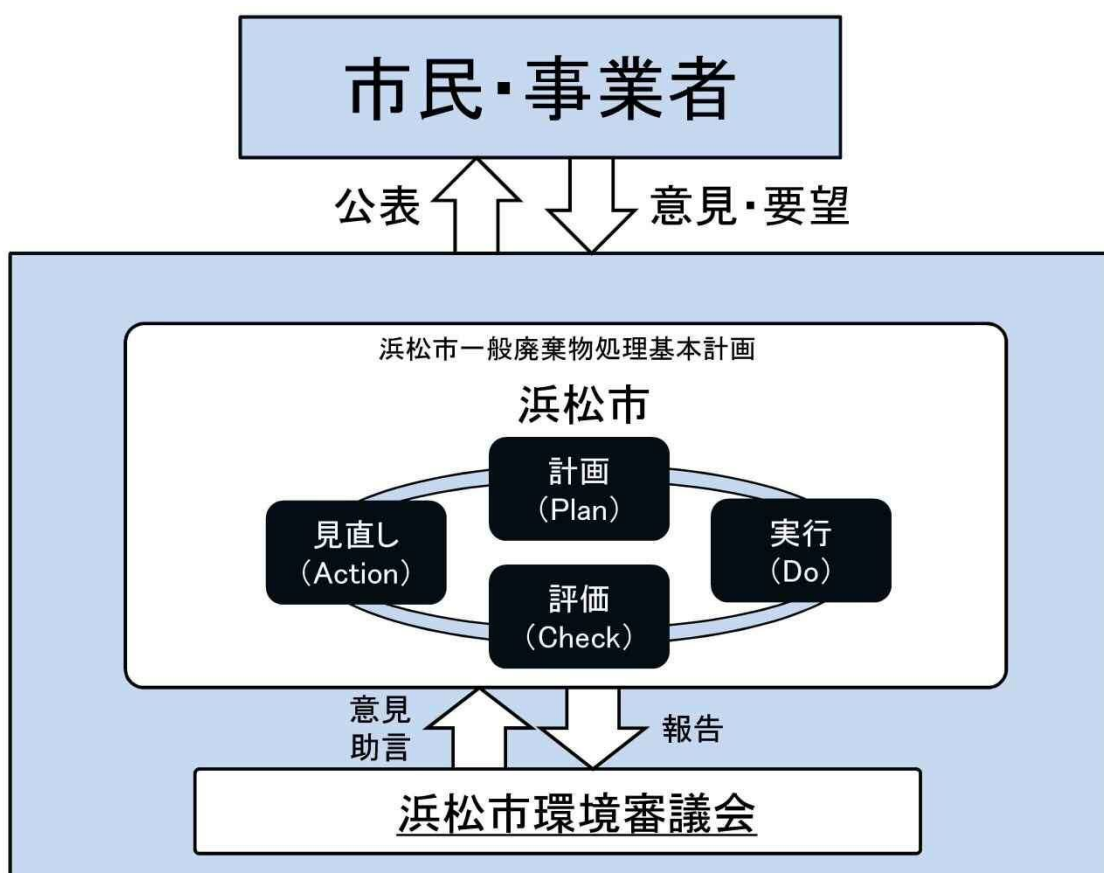 市民・事業者
公表
意見・要望
浜松市一般廃棄物処理基本計画
浜松市
計画
（Plan）
見直し
（Action）
実行
（Do）
評価
（Check）
意見
助言
報告
浜松市環境審議会